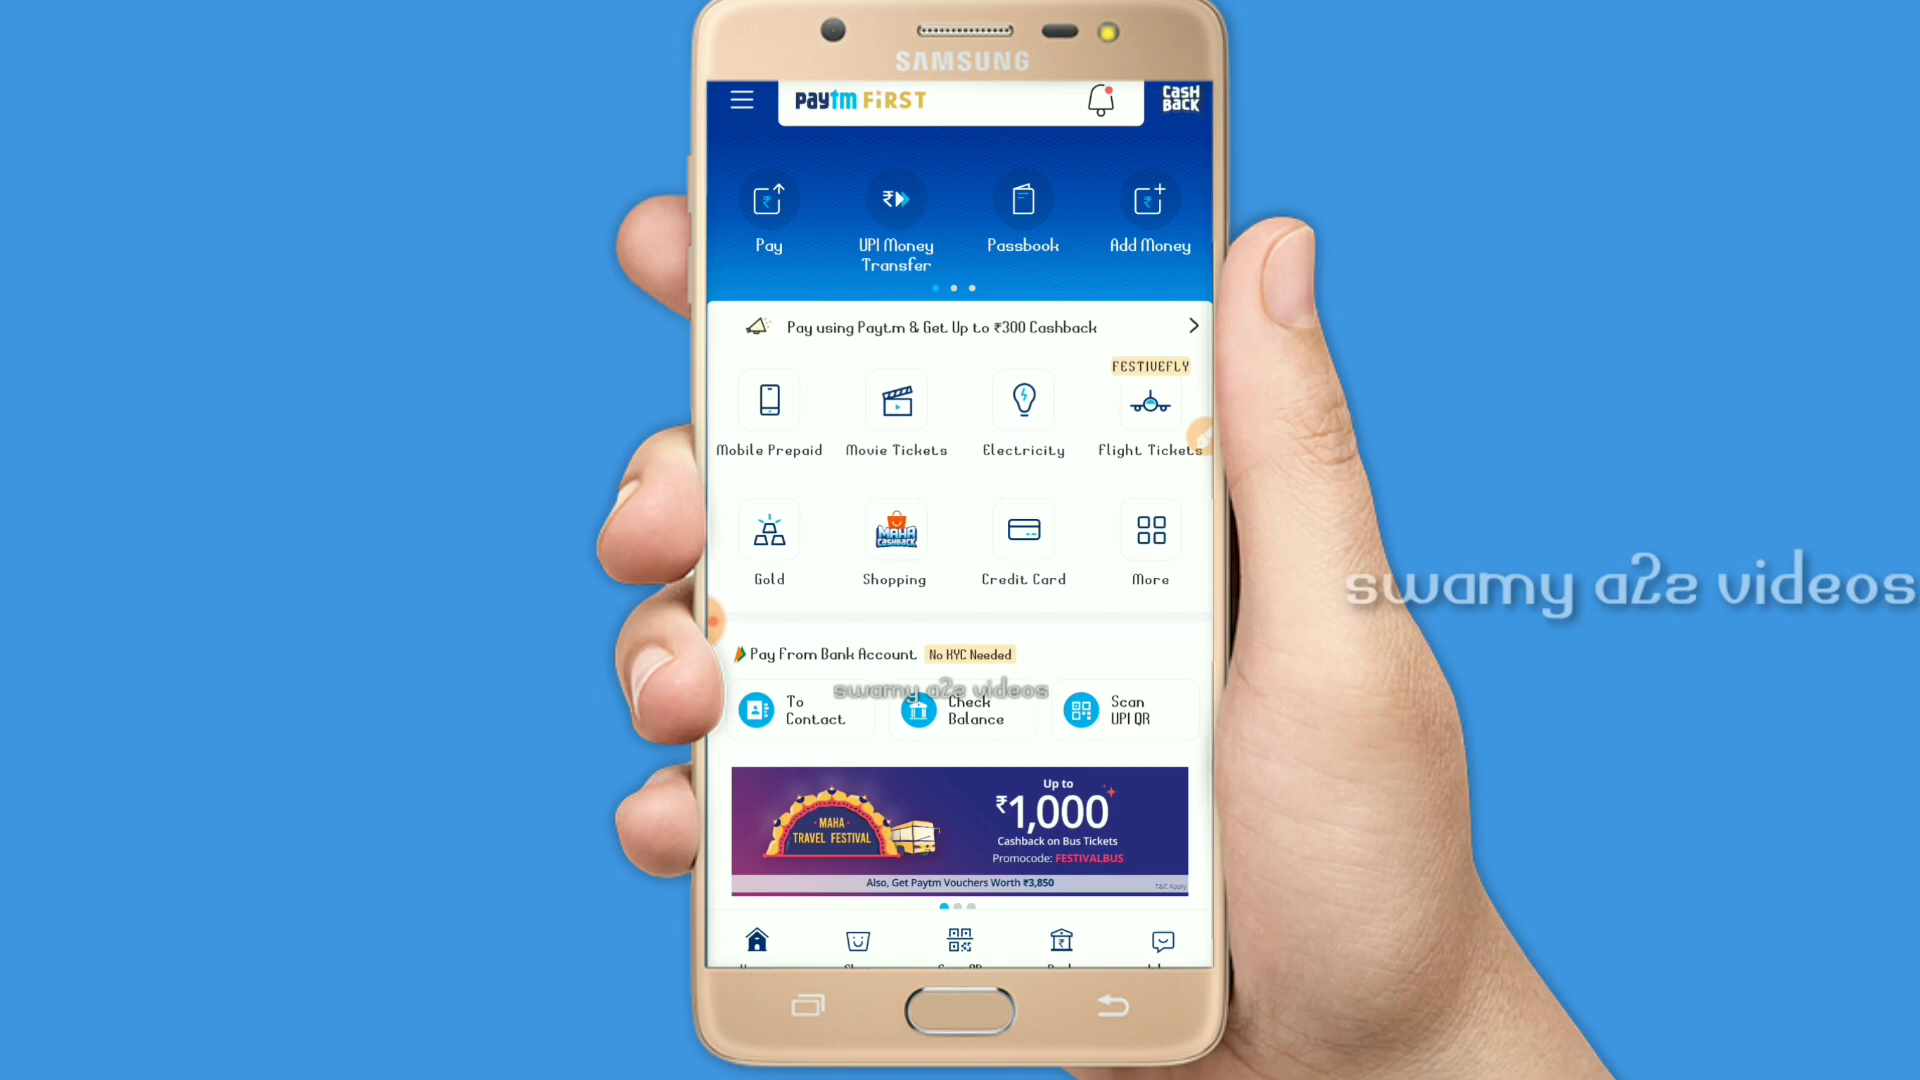 SAMSUNG
paytm FIRST
CASH
BACK
Pay
UPI Money
Transfer
Passbook
Add Money
Pay using Paytm & Get Up to ₹300 Cashback
FESTIVEFLY
Mobile Prepaid
Movie Tickets
Electricity
Flight Tickets
MAHA
CASHBACK
Gold
Shopping
Credit Card
More
swamy a2z videos
Pay From Bank Account
No KYC Needed
swamy a2z videos
To
Contact
Check
Balance
Scan
UPI QR
MAHA
TRAVEL FESTIVAL
Up to
₹1,000
Cashback on Bus Tickets
Promocode: FESTIVALBUS
Also, Get Paytm Vouchers Worth ₹3,850
T&C Apply